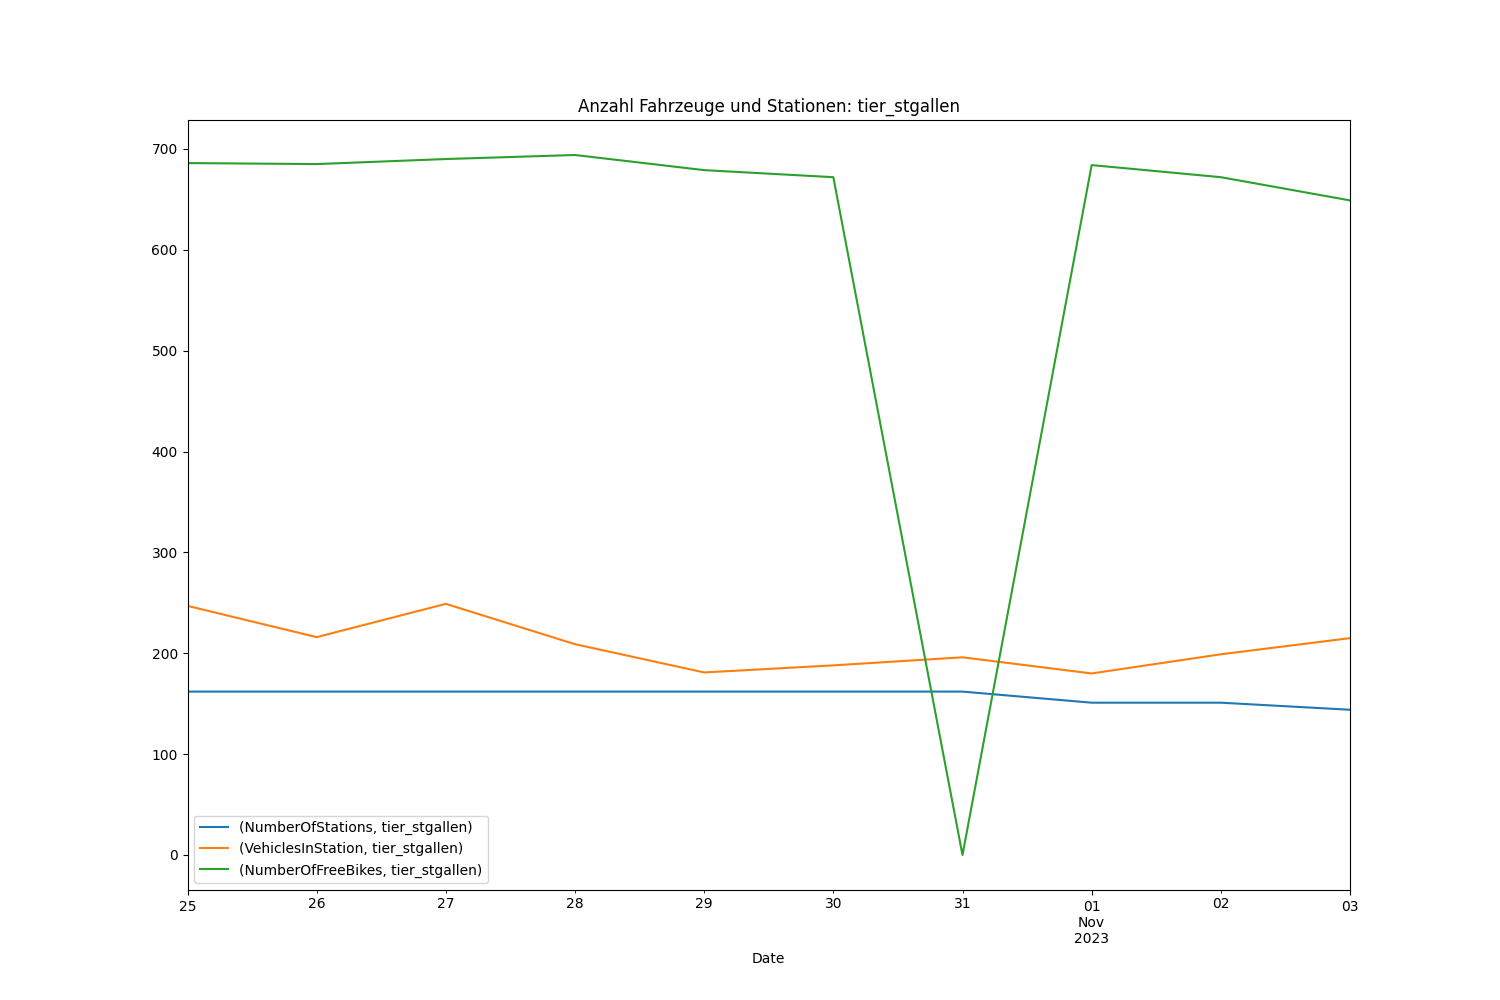 Anzahl Fahrzeuge und Stationen: tier_stgallen
700
600
500
400
300
200
100
0
(NumberOfStations, tier_stgallen)
(VehiclesInStation, tier_stgallen)
(NumberOfFreeBikes, tier_stgallen)
25 26 27 28 29 30 31 01 02 03
Nov
2023
Date